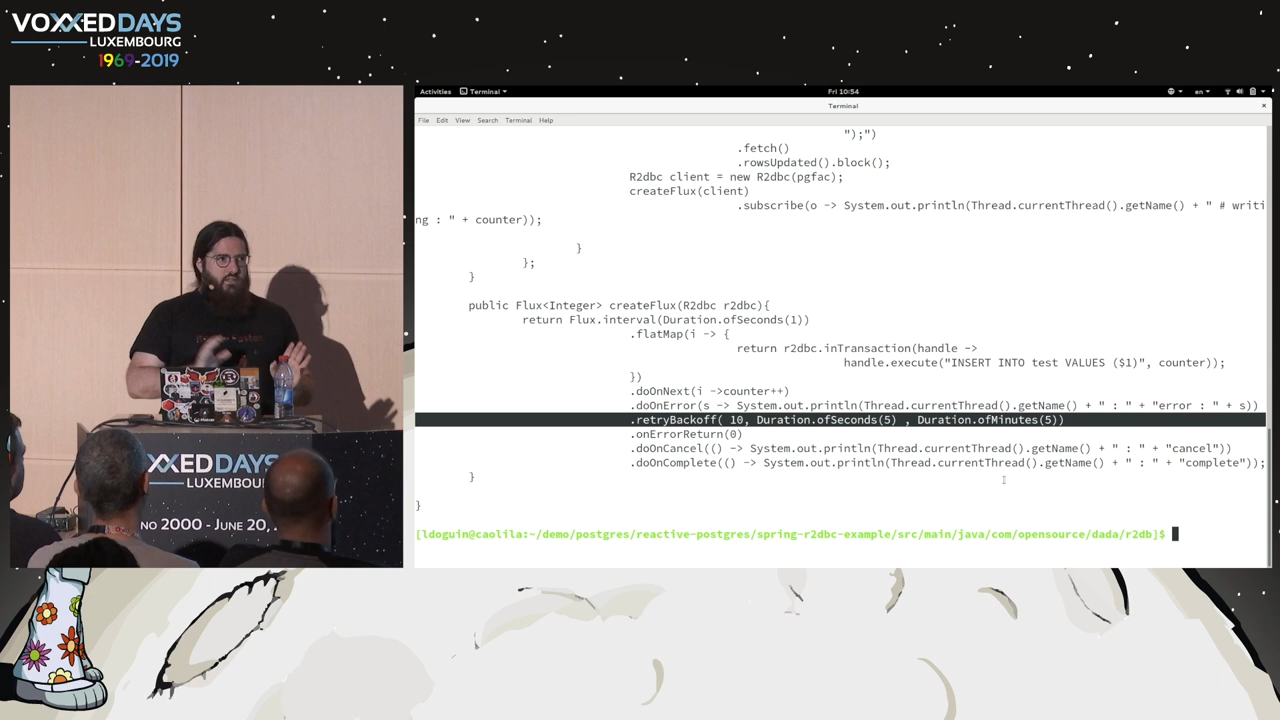 VOXXED DAYS
LUXEMBOURG
1969-2019
Activities Terminal Fri 10:54 en
Terminal
File Edit View Search Terminal Help
");")
.fetch()
.rowsUpdated().block();
R2dbc client = new R2dbc(pgfac);
createFlux(client)
.subscribe(o -> System.out.println(Thread.currentThread().getName() + " # writi
ng : " + counter));
}
};
}
public Flux<Integer> createFlux(R2dbc r2dbc){
return Flux.interval(Duration.ofSeconds(1))
.flatMap(i -> {
return r2dbc.inTransaction(handle ->
handle.execute("INSERT INTO test VALUES ($1)", counter));
})
.doOnNext(i ->counter++)
.doOnError(s -> System.out.println(Thread.currentThread().getName() + " : " + "error : " + s))
.retryBackoff( 10, Duration.ofSeconds(5) , Duration.ofMinutes(5))
.onErrorReturn(0)
.doOnCancel(() -> System.out.println(Thread.currentThread().getName() + " : " + "cancel"))
.doOnComplete(() -> System.out.println(Thread.currentThread().getName() + " : " + "complete"));
}
}
[ldoguin@caolila:~/demo/postgres/reactive-postgres/spring-r2dbc-example/src/main/java/com/opensource/dada/r2db]$
XXED DAYS
LUXEMBOU
NO 2000 - JUNE 20,